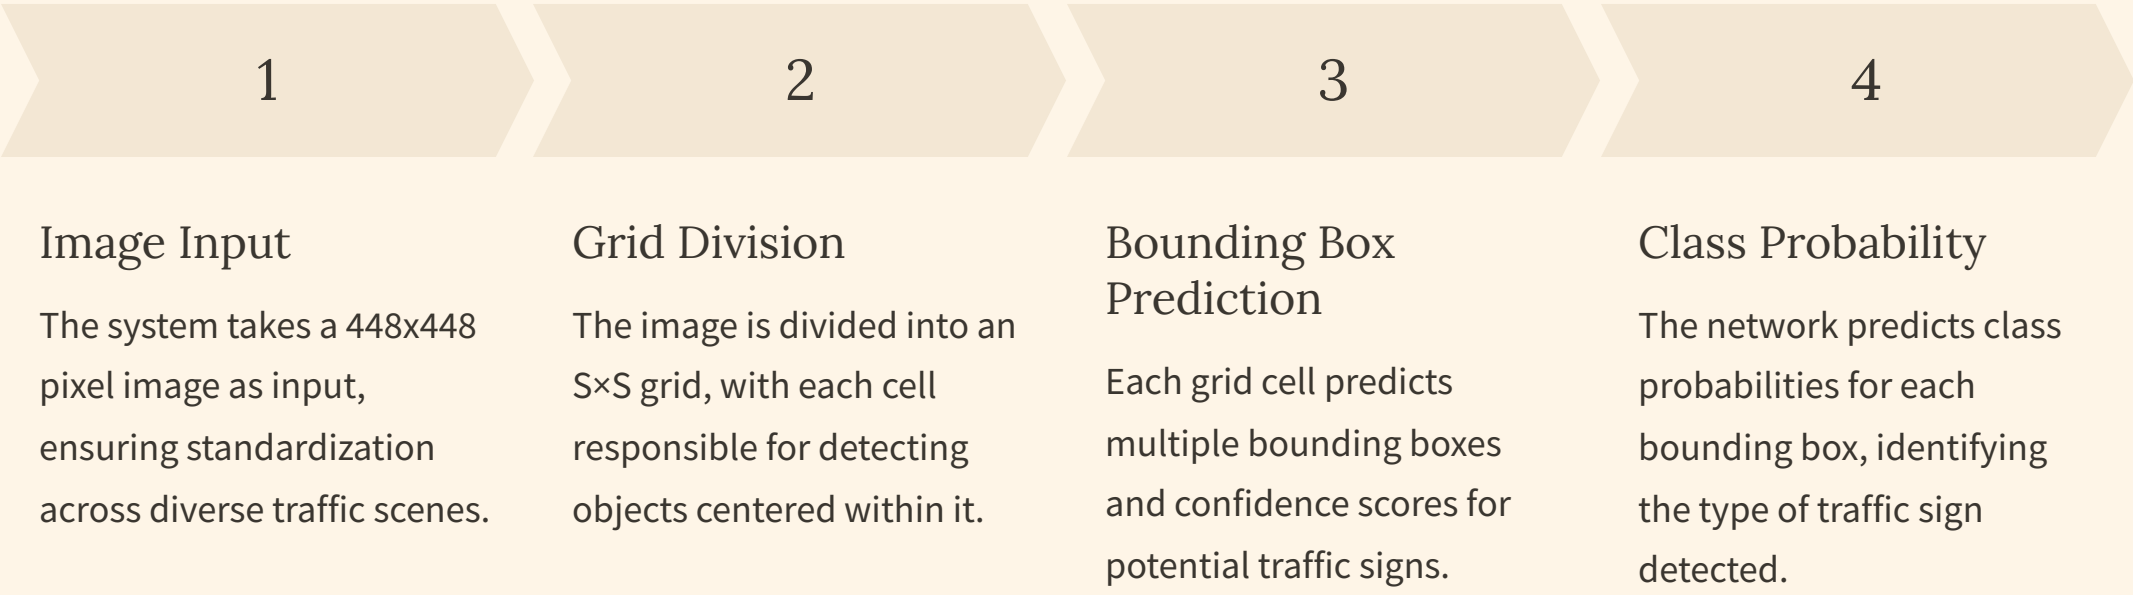 1
2
3
4
Image Input
The system takes a 448x448
pixel image as input,
ensuring standardization
across diverse traffic scenes.
Grid Division
The image is divided into an
S×S grid, with each cell
responsible for detecting
objects centered within it.
Bounding Box
Prediction
Each grid cell predicts
multiple bounding boxes
and confidence scores for
potential traffic signs.
Class Probability
The network predicts class
probabilities for each
bounding box, identifying
the type of traffic sign
detected.